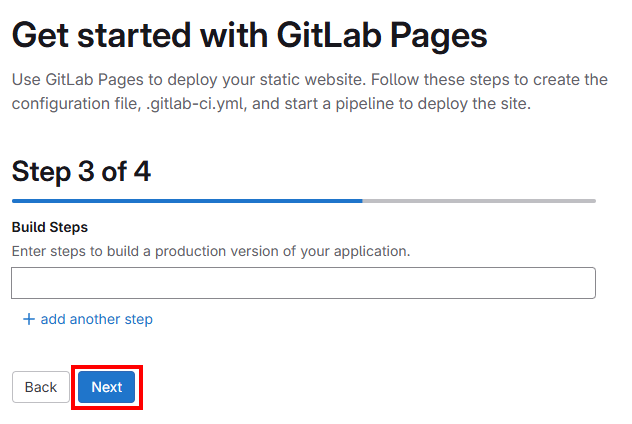 Get started with GitLab Pages
Use GitLab Pages to deploy your static website. Follow these steps to create the
configuration file, .gitlab-ci.yml, and start a pipeline to deploy the site.
Step 3 of 4
Build Steps
Enter steps to build a production version of your application.
+ add another step
Back
Next